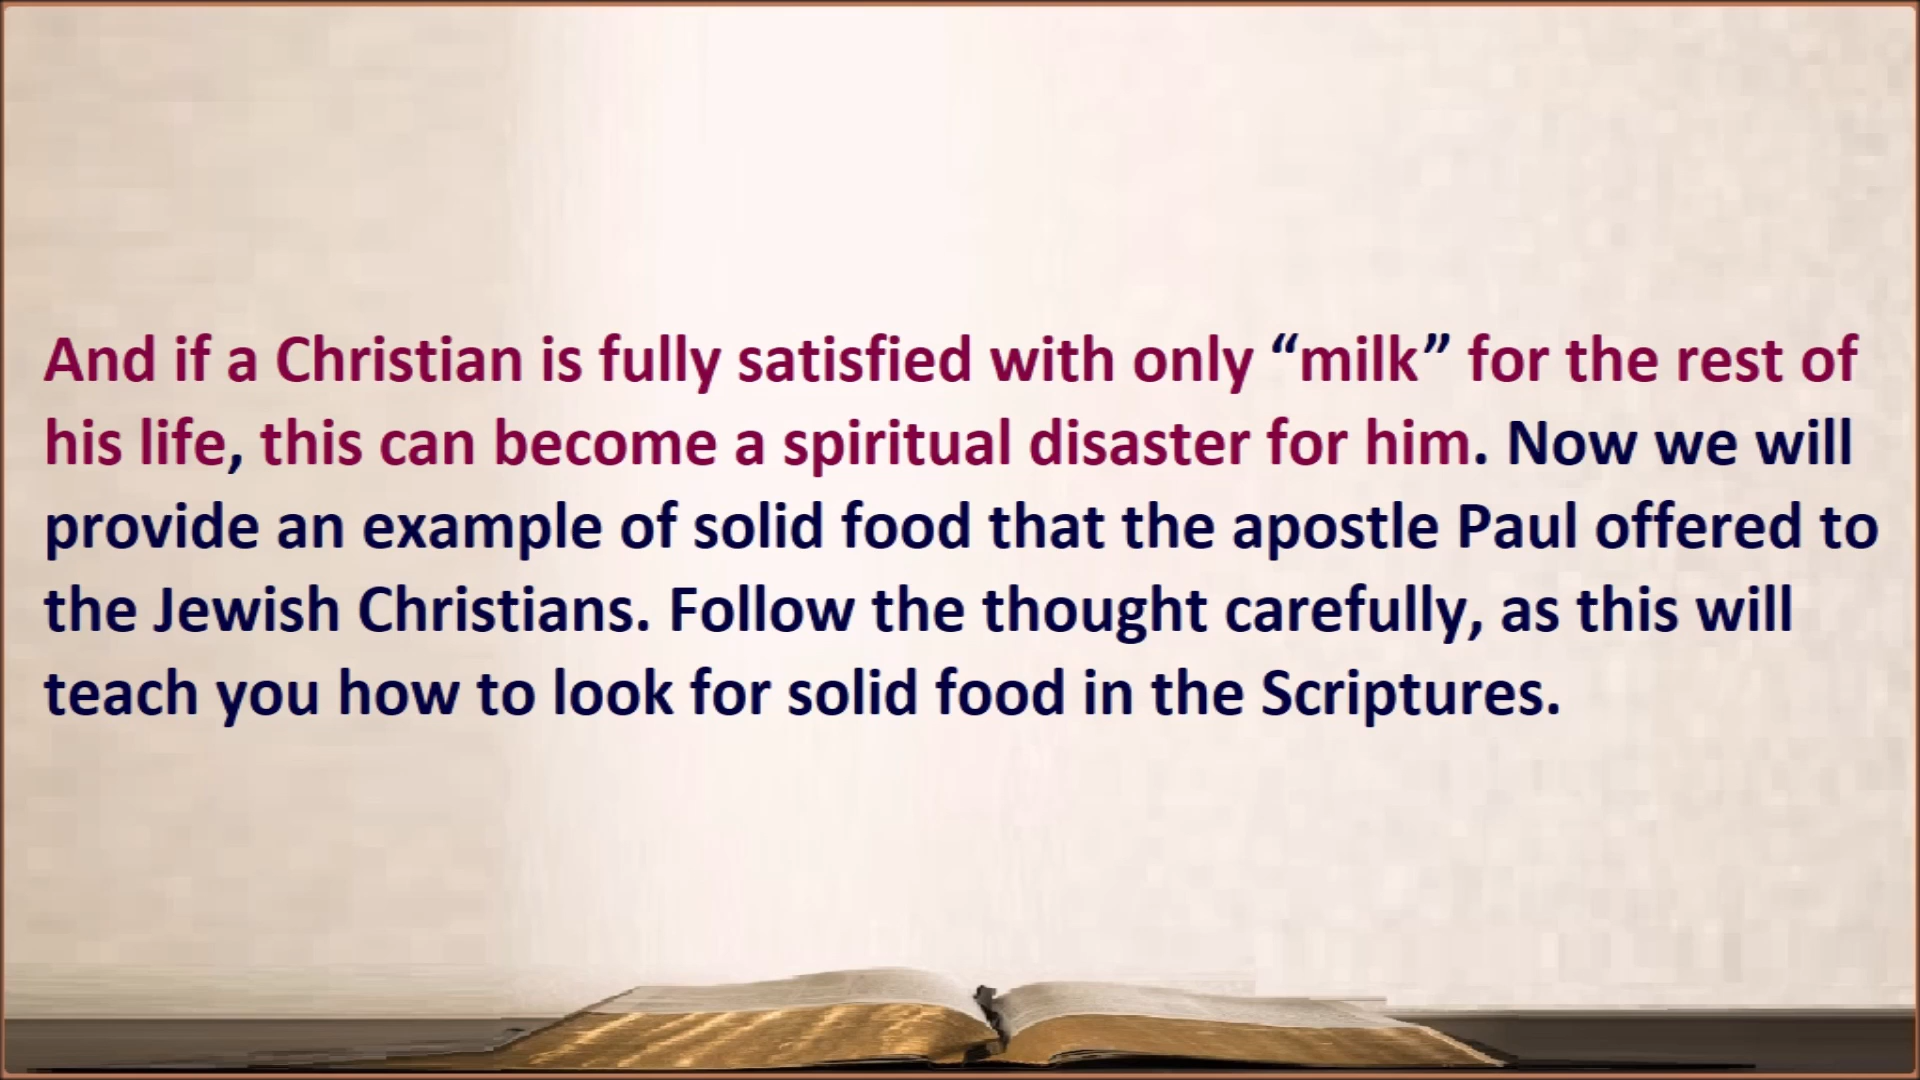 And if a Christian is fully satisfied with only “milk” for the rest of
his life, this can become a spiritual disaster for him. Now we will
provide an example of solid food that the apostle Paul offered to
the Jewish Christians. Follow the thought carefully, as this will
teach you how to look for solid food in the Scriptures.